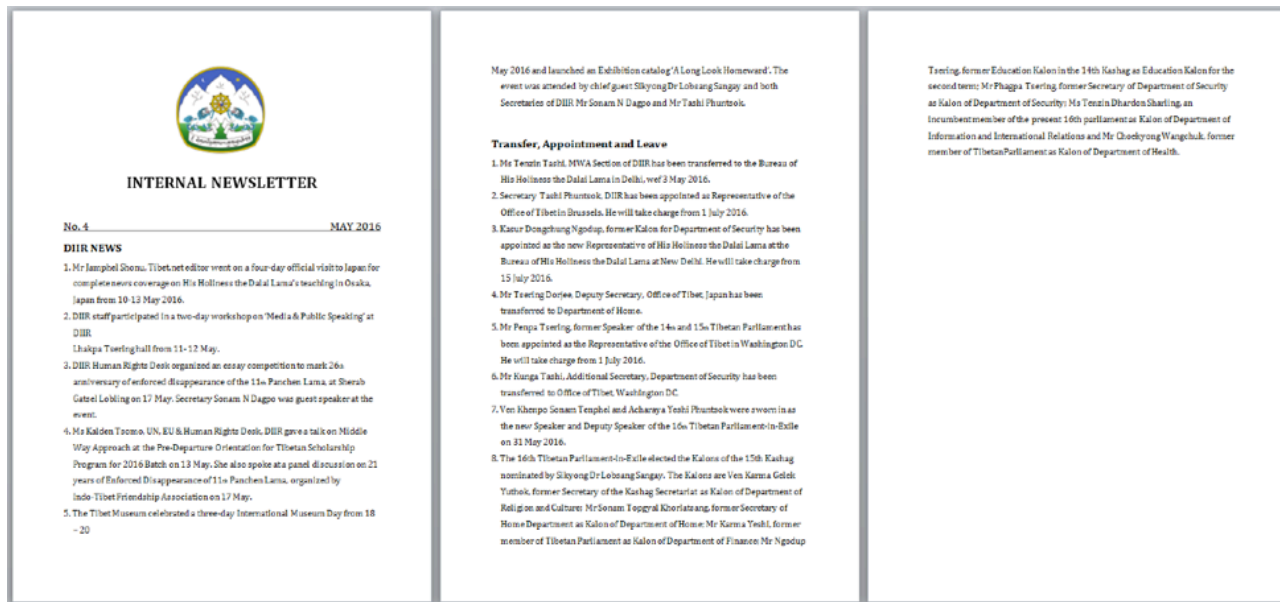 INTERNAL NEWSLETTER
No. 4 MAY 2016
DIIR NEWS
1. Mr Jamphel Shonu, Tibet.net editor went on a four-day official visit to Japan for
complete news coverage on His Holiness the Dalai Lama's teaching in Osaka,
Japan from 10-13 May 2016.
2. DIIR staff participated in a two-day workshop on 'Media & Public Speaking' at
DIIR
Lhakpa Tsering hall from 11-12 May.
3. DIIR Human Rights Desk organized an essay competition to mark 26th
anniversary of enforced disappearance of the 11th Panchen Lama, at Sherab
Gatsel Lobling on 17 May. Secretary Sonam N Dagpo was guest speaker at the
event.
4. Ms Kalden Tsomo, UN, EU & Human Rights Desk, DIIR gave a talk on Middle
Way Approach at the Pre-Departure Orientation for Tibetan Scholarship
Program for 2016 Batch on 13 May. She also spoke at a panel discussion on 21
years of Enforced Disappearance of 11th Panchen Lama, organized by
Indo-Tibet Friendship Association on 17 May.
5. The Tibet Museum celebrated a three-day International Museum Day from 18
– 20
May 2016 and launched an Exhibition catalog 'A Long Look Homeward'. The
event was attended by chief guest Sikyong Dr Lobsang Sangay and both
Secretaries of DIIR Mr Sonam N Dagpo and Mr Tashi Phuntsok.
Transfer, Appointment and Leave
1. Mr Tenzin Tashi, MWA Section of DIIR has been transferred to the Bureau of
His Holiness the Dalai Lama in Delhi, wef 3 May 2016.
2. Secretary Tashi Phuntsok, DIIR has been appointed as Representative of the
Office of Tibet in Brussels. He will take charge from 1 July 2016.
3. Kasur Dongchung Ngodup, former Kalon for Department of Security has been
appointed as the new Representative of His Holiness the Dalai Lama at the
Bureau of His Holiness the Dalai Lama at New Delhi. He will take charge from
15 July 2016.
4. Mr Tsering Dorjee, Deputy Secretary, Office of Tibet, Japan has been
transferred to Department of Home.
5. Mr Penpa Tsering, former Speaker of the 14th and 15th Tibetan Parliament has
been appointed as the Representative of the Office of Tibet in Washington DC.
He will take charge from 1 July 2016.
6. Mr Kunga Tashi, Additional Secretary, Department of Security has been
transferred to Office of Tibet, Washington DC.
7. Ven Khenpo Sonam Tenphel and Acharaya Yeshi Phuntsok were sworn in as
the new Speaker and Deputy Speaker of the 16th Tibetan Parliament-in-Exile
on 31 May 2016.
8. The 16th Tibetan Parliament-in-Exile elected the Kalons of the 15th Kashag
nominated by Sikyong Dr Lobsang Sangay. The Kalons are Ven Karma Gelek
Yuthok, former Secretary of the Kashag Secretariat as Kalon of Department of
Religion and Culture; Mr Sonam Topgyal Khorlatsang, former Secretary of
Home Department as Kalon of Department of Home; Mr Karma Yeshi, former
member of Tibetan Parliament as Kalon of Department of Finance; Mr Ngodup
Tsering, former Education Kalon in the 14th Kashag as Education Kalon for the
second term; Mr Phagpa Tsering, former Secretary of Department of Security
as Kalon of Department of Security; Ms Tenzin Dhardon Sharling, an
incumbent member of the present 16th parliament as Kalon of Department of
Information and International Relations and Mr Choekyong Wangchuk, former
member of Tibetan Parliament as Kalon of Department of Health.